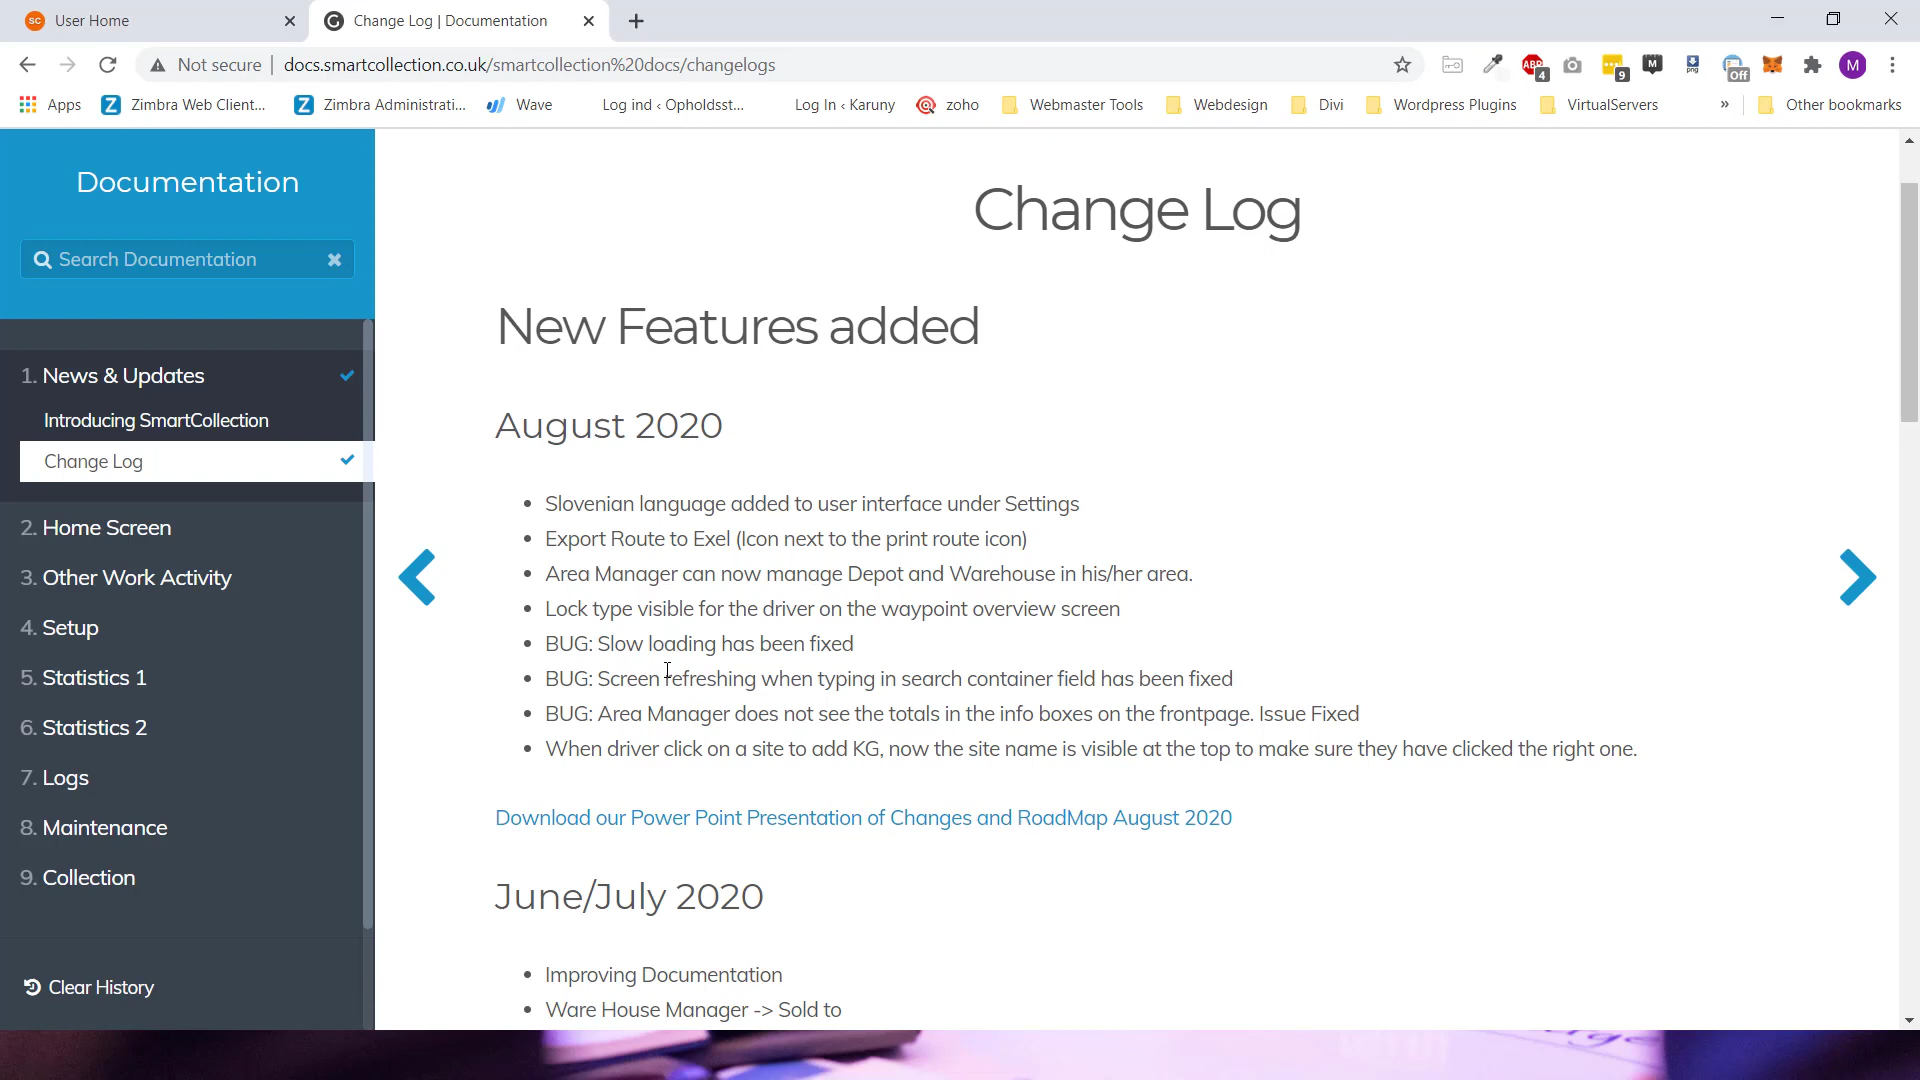 User Home
Change Log | Documentation
Not secure
docs.smartcollection.co.uk/smartcollection%20docs/changelogs
ABP
4
9
M
png
Off
M
Apps
Zimbra Web Client...
Zimbra Administrati...
Wave
Log ind ‹ Opholdsst...
Log In ‹ Karuny
zoho
Webmaster Tools
Webdesign
Divi
Wordpress Plugins
VirtualServers
»
Other bookmarks
Documentation
Search Documentation
1. News & Updates
Introducing SmartCollection
Change Log
2. Home Screen
3. Other Work Activity
4. Setup
5. Statistics 1
6. Statistics 2
7. Logs
8. Maintenance
9. Collection
Clear History
Change Log
New Features added
August 2020
Slovenian language added to user interface under Settings
Export Route to Exel (Icon next to the print route icon)
Area Manager can now manage Depot and Warehouse in his/her area.
Lock type visible for the driver on the waypoint overview screen
BUG: Slow loading has been fixed
BUG: Screen refreshing when typing in search container field has been fixed
BUG: Area Manager does not see the totals in the info boxes on the frontpage. Issue Fixed
When driver click on a site to add KG, now the site name is visible at the top to make sure they have clicked the right one.
Download our Power Point Presentation of Changes and RoadMap August 2020
June/July 2020
Improving Documentation
Ware House Manager -> Sold to